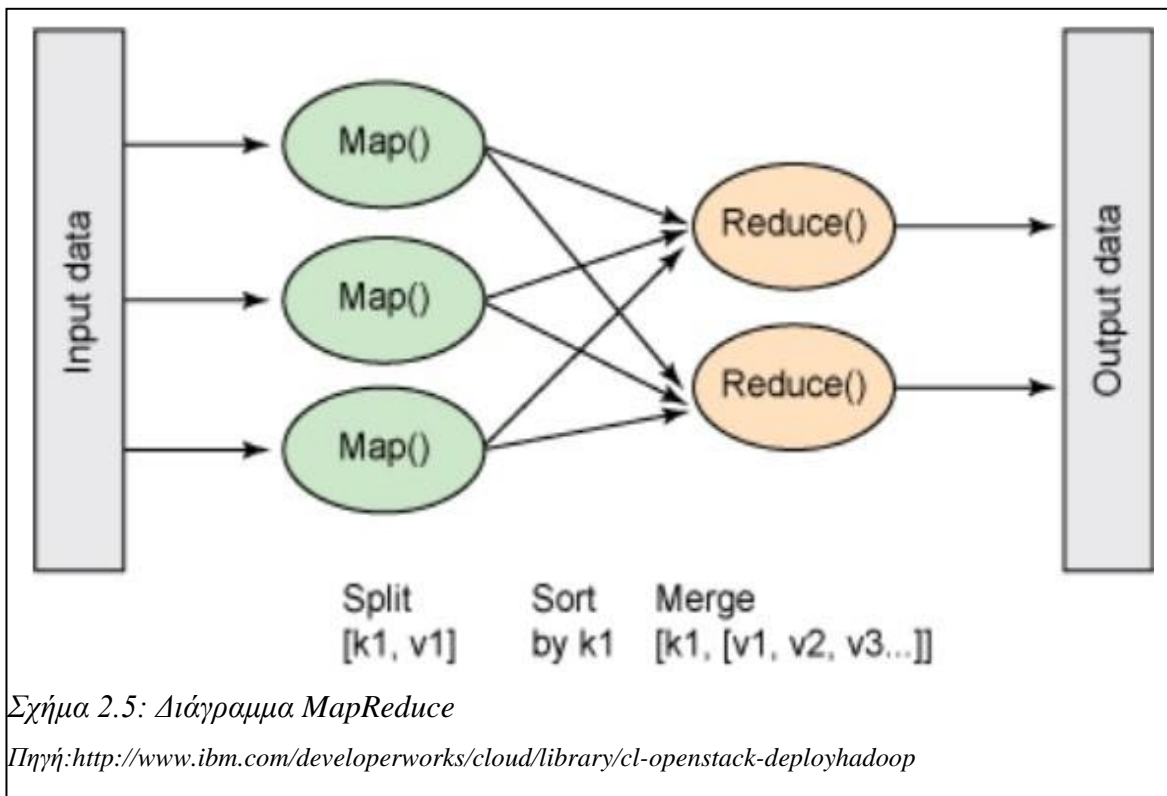 Input data
Map()
Map()
Map()
Reduce()
Reduce()
Output data
Split
[k1, v1]
Sort
by k1
Merge
[k1, [v1, v2, v3...]]
Σχήμα 2.5: Διάγραμμα MapReduce
Πηγή:http://www.ibm.com/developerworks/cloud/library/cl-openstack-deployhadoop